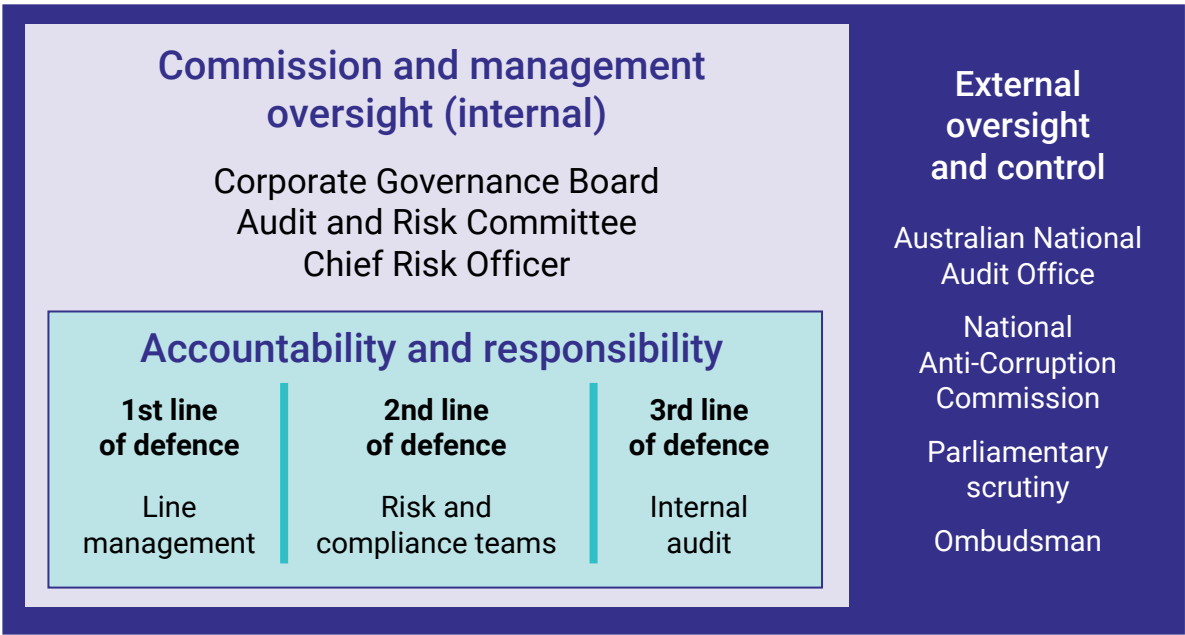 Commission and management
oversight (internal)
Corporate Governance Board
Audit and Risk Committee
Chief Risk Officer
Accountability and responsibility
1st line
of defence
Line
management
2nd line
of defence
Risk and
compliance teams
3rd line
of defence
Internal
audit
External
oversight
and control
Australian National
Audit Office
National
Anti-Corruption
Commission
Parliamentary
scrutiny
Ombudsman